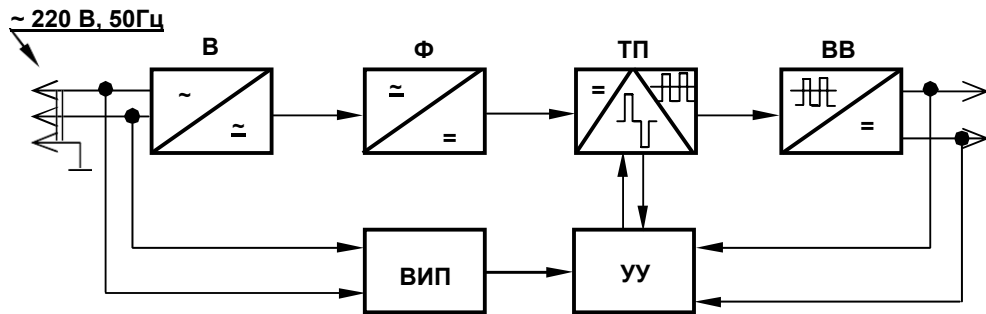 ~ 220 В, 50Гц
В
Ф
ТП
ВВ
~
≃
≃
=
=
=
ВИП
УУ